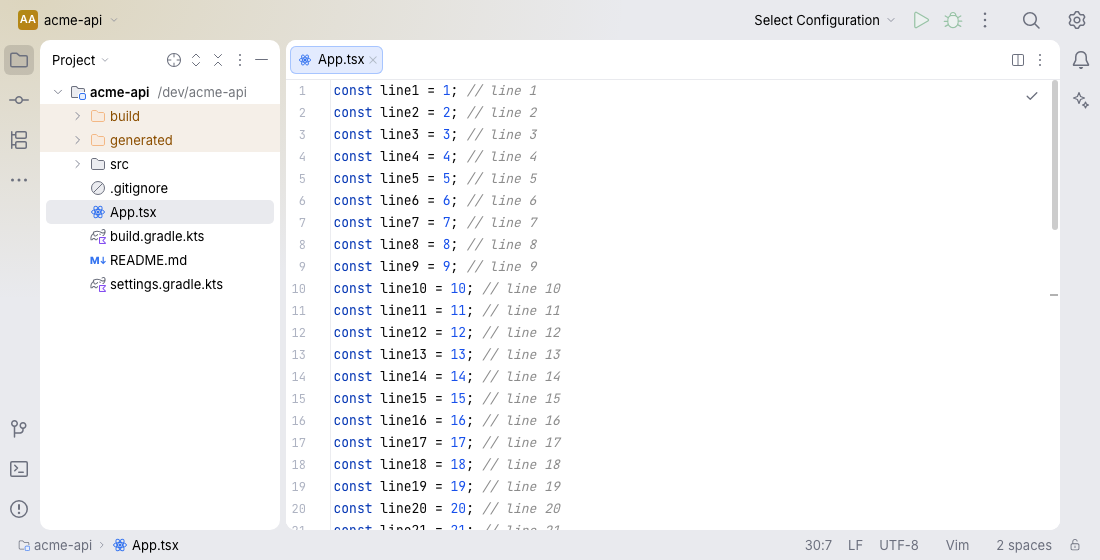 AA acme-api
Select Configuration
Project
acme-api /dev/acme-api
build
generated
src
.gitignore
App.tsx
build.gradle.kts
M↓ README.md
settings.gradle.kts
App.tsx
1 const line1 = 1; // line 1
2 const line2 = 2; // line 2
3 const line3 = 3; // line 3
4 const line4 = 4; // line 4
5 const line5 = 5; // line 5
6 const line6 = 6; // line 6
7 const line7 = 7; // line 7
8 const line8 = 8; // line 8
9 const line9 = 9; // line 9
10 const line10 = 10; // line 10
11 const line11 = 11; // line 11
12 const line12 = 12; // line 12
13 const line13 = 13; // line 13
14 const line14 = 14; // line 14
15 const line15 = 15; // line 15
16 const line16 = 16; // line 16
17 const line17 = 17; // line 17
18 const line18 = 18; // line 18
19 const line19 = 19; // line 19
20 const line20 = 20; // line 20
21 const line21 = 21; // line 21
acme-api > App.tsx
30:7 LF UTF-8 Vim 2 spaces